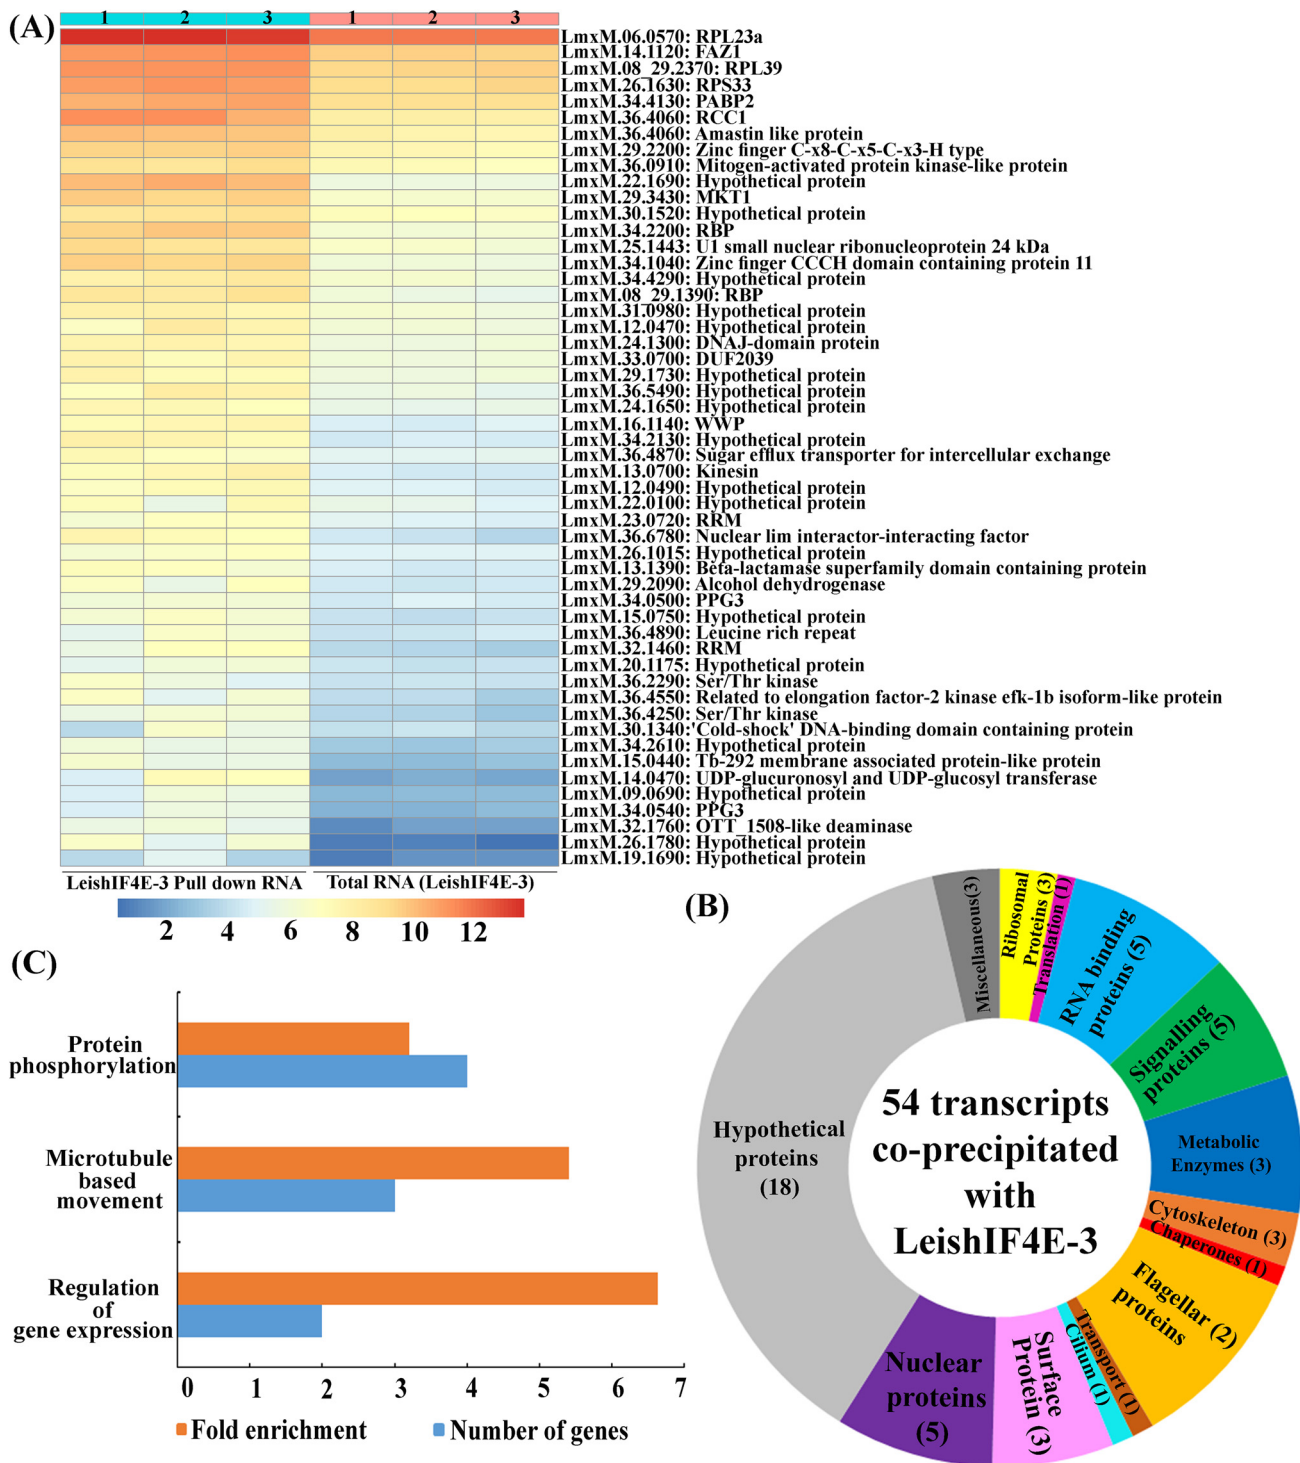 (A)
1 2 3 1 2 3
LmxM.06.0570: RPL23a
LmxM.14.1120: FAZ1
LmxM.08_29.2370: RPL39
LmxM.26.1630: RPS33
LmxM.34.4130: PABP2
LmxM.36.4060: RCC1
LmxM.36.4060: Amastin like protein
LmxM.29.2200: Zinc finger C-x8-C-x5-C-x3-H type
LmxM.36.0910: Mitogen-activated protein kinase-like protein
LmxM.22.1690: Hypothetical protein
LmxM.29.3430: MKT1
LmxM.30.1520: Hypothetical protein
LmxM.34.2200: RBP
LmxM.25.1443: U1 small nuclear ribonucleoprotein 24 kDa
LmxM.34.1040: Zinc finger CCCH domain containing protein 11
LmxM.34.4290: Hypothetical protein
LmxM.08_29.1390: RBP
LmxM.31.0980: Hypothetical protein
LmxM.12.0470: Hypothetical protein
LmxM.24.1300: DNAJ-domain protein
LmxM.33.0700: DUF2039
LmxM.29.1730: Hypothetical protein
LmxM.36.5490: Hypothetical protein
LmxM.24.1650: Hypothetical protein
LmxM.16.1140: WWP
LmxM.34.2130: Hypothetical protein
LmxM.36.4870: Sugar efflux transporter for intercellular exchange
LmxM.13.0700: Kinesin
LmxM.12.0490: Hypothetical protein
LmxM.22.0100: Hypothetical protein
LmxM.23.0720: RRM
LmxM.36.6780: Nuclear lim interactor-interacting factor
LmxM.26.1015: Hypothetical protein
LmxM.13.1390: Beta-lactamase superfamily domain containing protein
LmxM.29.2090: Alcohol dehydrogenase
LmxM.34.0500: PPG3
LmxM.15.0750: Hypothetical protein
LmxM.36.4890: Leucine rich repeat
LmxM.32.1460: RRM
LmxM.20.1175: Hypothetical protein
LmxM.36.2290: Ser/Thr kinase
LmxM.36.4550: Related to elongation factor-2 kinase efk-1b isoform-like protein
LmxM.36.4250: Ser/Thr kinase
LmxM.30.1340:'Cold-shock' DNA-binding domain containing protein
LmxM.34.2610: Hypothetical protein
LmxM.15.0440: Tb-292 membrane associated protein-like protein
LmxM.14.0470: UDP-glucuronosyl and UDP-glucosyl transferase
LmxM.09.0690: Hypothetical protein
LmxM.34.0540: PPG3
LmxM.32.1760: OTT_1508-like deaminase
LmxM.26.1780: Hypothetical protein
LmxM.19.1690: Hypothetical protein
LeishIF4E-3 Pull down RNA Total RNA (LeishIF4E-3)
2 4 6 8 10 12
(B)
Miscellaneous(3)
Ribosomal
Proteins (3)
Translation (1)
RNA binding
proteins (5)
Signalling
proteins (5)
Metabolic
Enzymes (3)
Cytoskeleton (3)
Chaperones (1)
Flagellar (2)
proteins
Transport (1)
Cilium (1)
Surface
Protein (3)
Nuclear
proteins
(5)
Hypothetical
proteins
(18)
54 transcripts
co-precipitated
with
LeishIF4E-3
(C)
Protein
phosphorylation
Microtubule
based
movement
Regulation
of
gene expression
0 1 2 3 4 5 6 7
Fold enrichment Number of genes